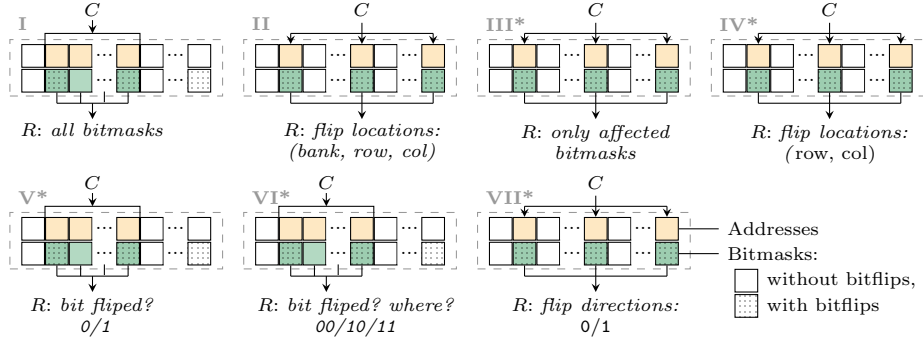 I
C
R: all bitmasks
II
C
R: flip locations:
(bank, row, col)
III*
C
R: only affected
bitmasks
IV*
C
R: flip locations:
(row, col)
V*
C
R: bit fliped?
0/1
VI*
C
R: bit fliped? where?
00/10/11
VII*
C
R: flip directions:
0/1
Addresses
Bitmasks:
without bitflips,
with bitflips